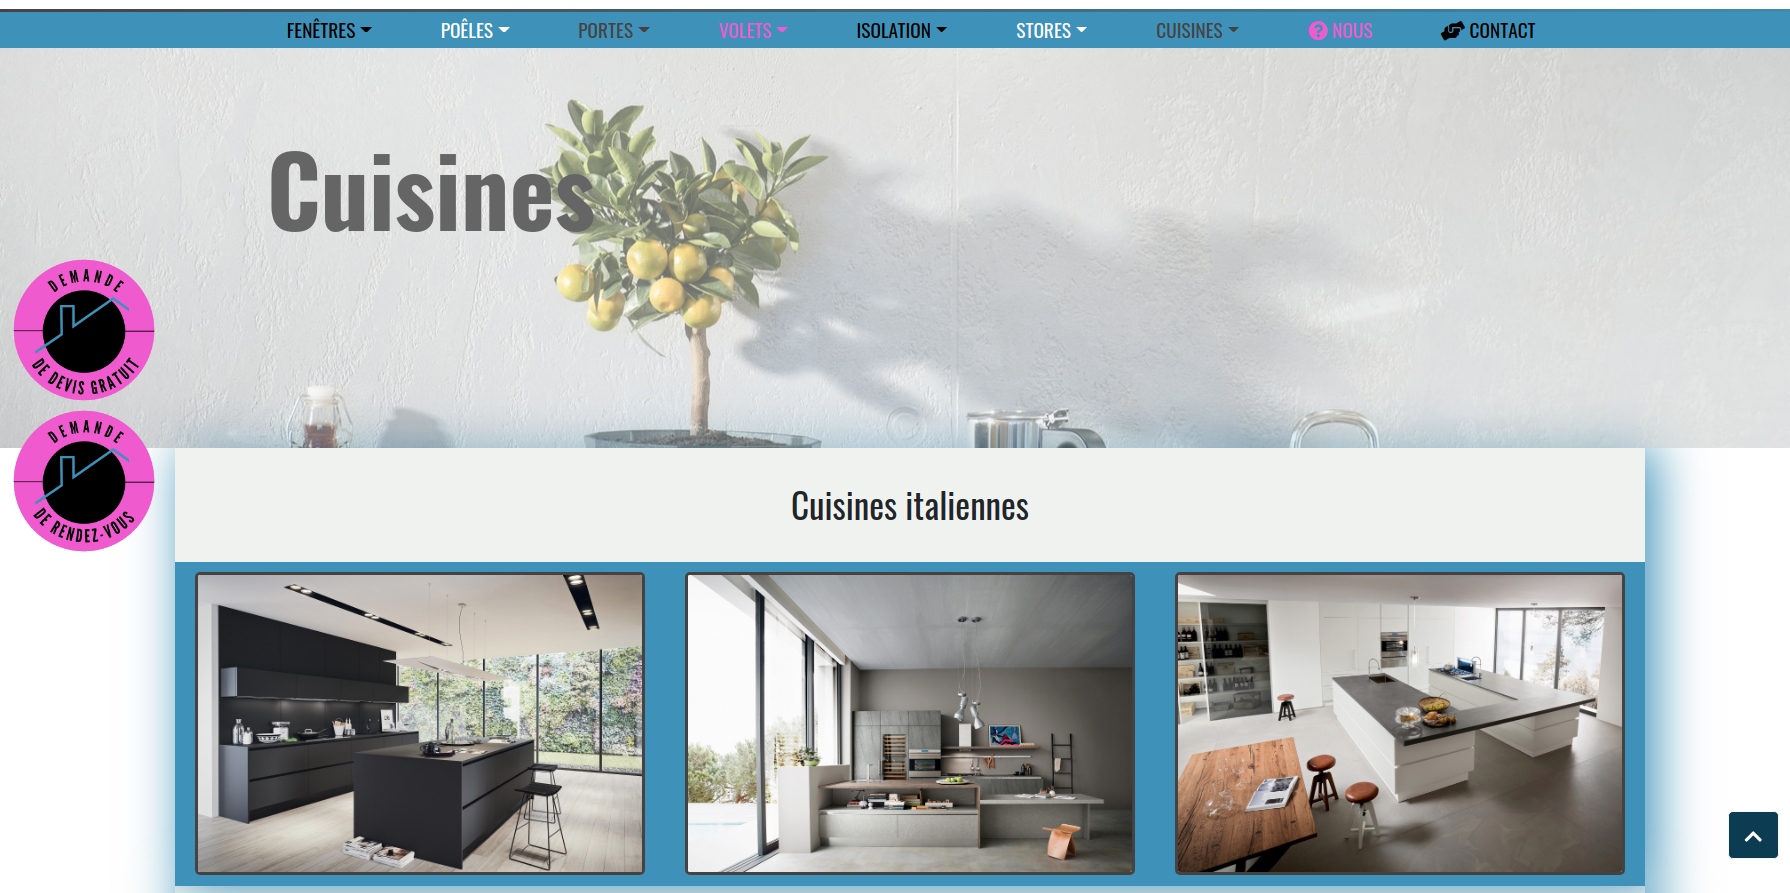 FENÊTRES POÊLES PORTES VOLETS ISOLATION STORES CUISINES NOUS CONTACT
Cuisines
DEMANDE
DE DEVIS GRATUIT
DEMANDE
DE RENDEZ-VOUS
Cuisines italiennes